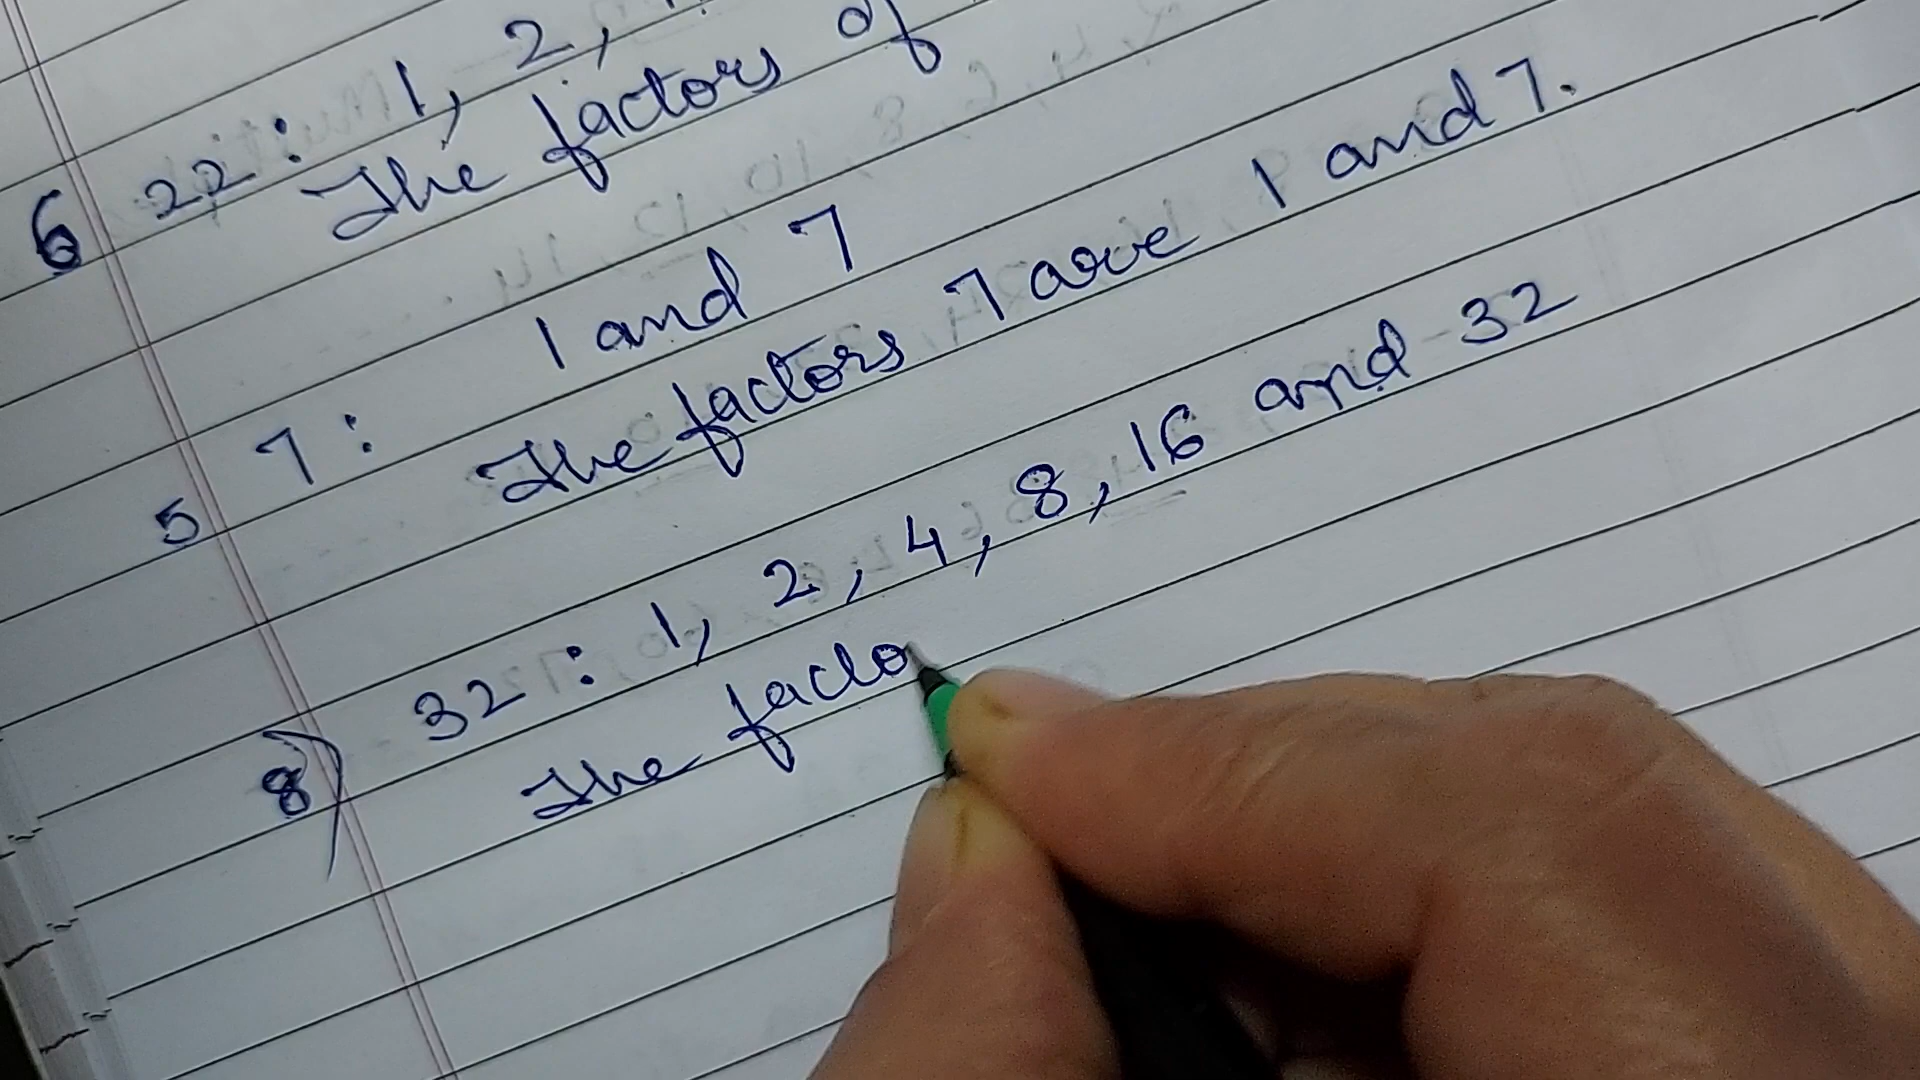 6 22 : 1, 2,
The factors of
1 and 7
5 7 :
The factors 7 are 1 and 7.
8) 32 : 1, 2, 4, 8, 16 and 32
The facto